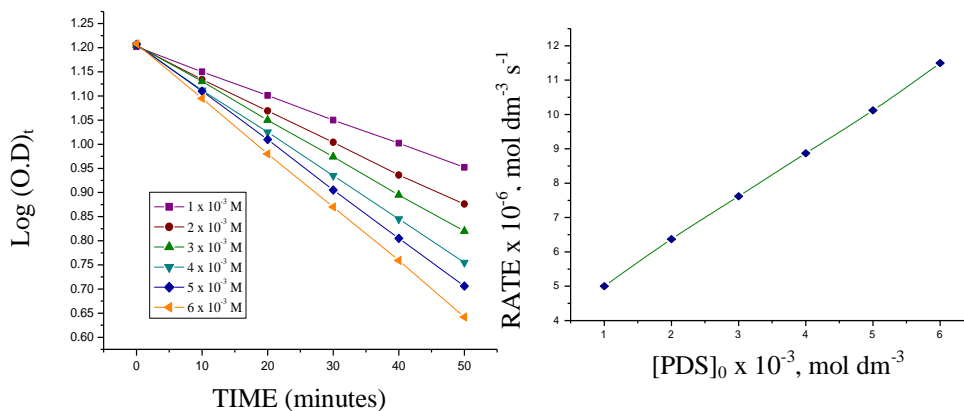 Log (O.D)t
1.25
1.20
1.15
1.10
1.05
1.00
0.95
0.90
0.85
0.80
0.75
0.70
0.65
0.60
1 x 10⁻³ M
2 x 10⁻³ M
3 x 10⁻³ M
4 x 10⁻³ M
5 x 10⁻³ M
6 x 10⁻³ M
0 10 20 30 40 50
TIME (minutes)
RATE x 10⁻⁶, mol dm⁻³ s⁻¹
12
11
10
9
8
7
6
5
4
1 2 3 4 5 6
[PDS]₀ x 10⁻³, mol dm⁻³